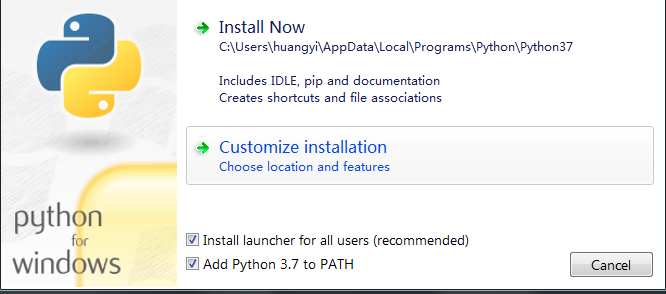 Install Now
C:\Users\huangyi\AppData\Local\Programs\Python\Python37
Includes IDLE, pip and documentation
Creates shortcuts and file associations
Customize installation
Choose location and features
python
for
windows
Install launcher for all users (recommended)
Add Python 3.7 to PATH
Cancel